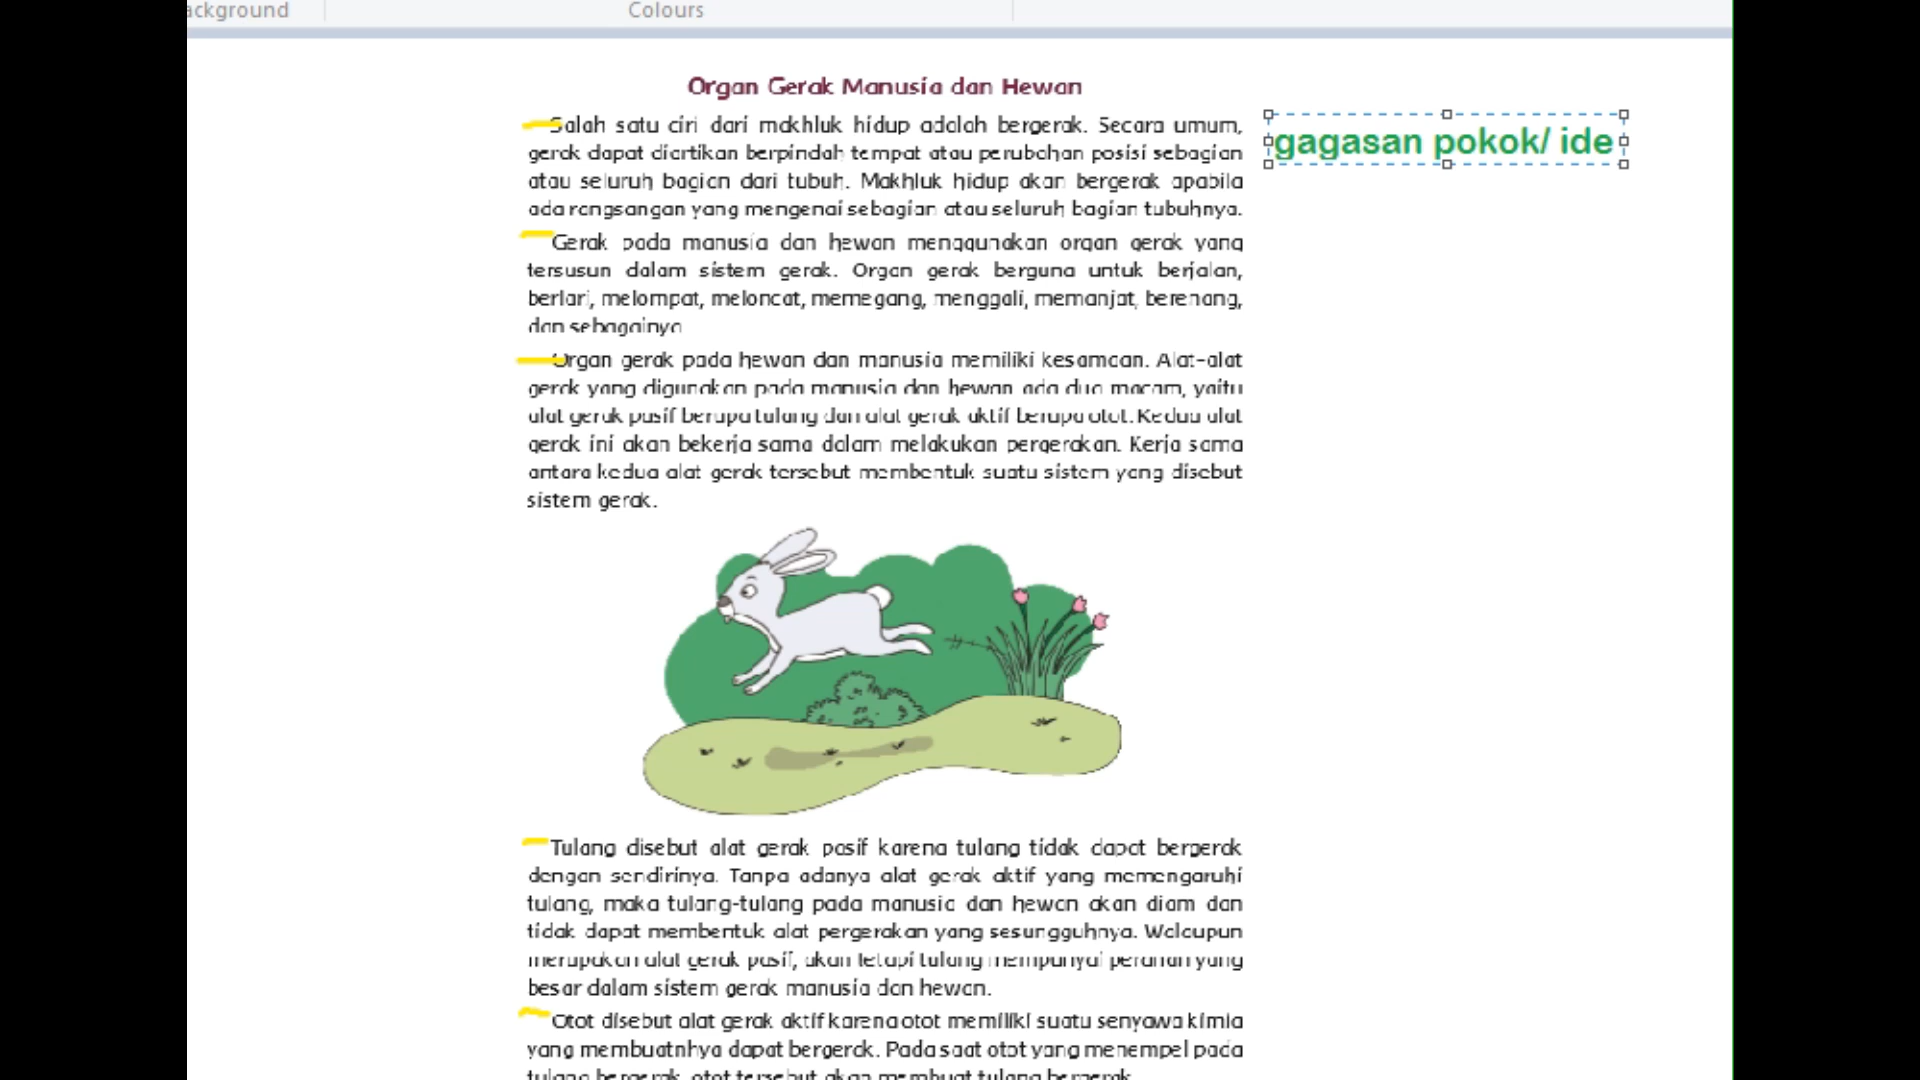 ackground
Colours
Organ Gerak Manusia dan Hewan
Salah satu ciri dari makhluk hidup adalah bergerak. Secara umum,
gerak dapat diartikan berpindah tempat atau perubahan posisi sebagian
atau seluruh bagian dari tubuh. Makhluk hidup akan bergerak apabila
ada rangsangan yang mengenai sebagian atau seluruh bagian tubuhnya.
gagasan pokok/ ide
Gerak pada manusia dan hewan menggunakan organ gerak yang
tersusun dalam sistem gerak. Organ gerak berguna untuk berjalan,
berlari, melompat, meloncat, memegang, menggali, memanjat, berenang,
dan sebagainya
Organ gerak pada hewan dan manusia memiliki kesamaan. Alat-alat
gerak yang digunakan pada manusia dan hewan ada dua macam, yaitu
alat gerak pasif berupa tulang dan alat gerak aktif berupa otot. Kedua alat
gerak ini akan bekerja sama dalam melakukan pergerakan. Kerja sama
antara kedua alat gerak tersebut membentuk suatu sistem yang disebut
sistem gerak.
Tulang disebut alat gerak pasif karena tulang tidak dapat bergerak
dengan sendirinya. Tanpa adanya alat gerak aktif yang memengaruhi
tulang, maka tulang-tulang pada manusia dan hewan akan diam dan
tidak dapat membentuk alat pergerakan yang sesungguhnya. Walaupun
merupakan alat gerak pasif, akan tetapi tulang mempunyai peranan yang
besar dalam sistem gerak manusia dan hewan.
Otot disebut alat gerak aktif karena otot memiliki suatu senyawa kimia
yang membuatnhya dapat bergerak. Pada saat otot yang menempel pada
tulang bergerak, otot tersebut akan membuat tulang bergerak.